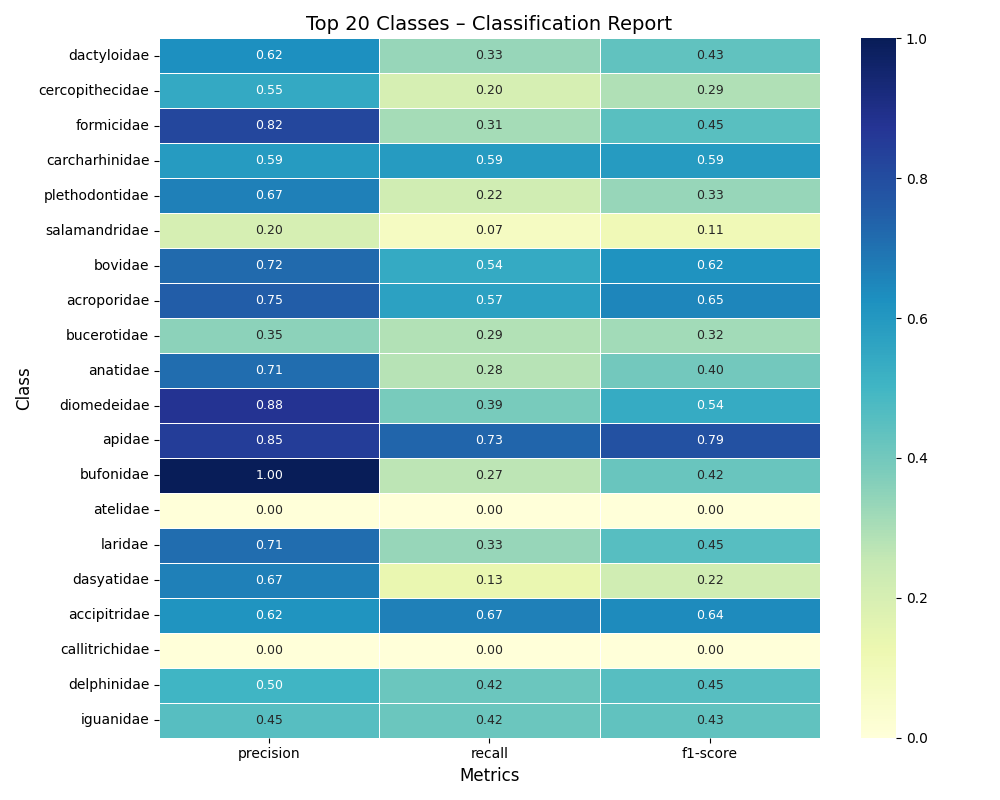 Top 20 Classes – Classification Report
Class
dactyloidae 0.62 0.33 0.43
cercopithecidae 0.55 0.20 0.29
formicidae 0.82 0.31 0.45
carcharhinidae 0.59 0.59 0.59
plethodontidae 0.67 0.22 0.33
salamandridae 0.20 0.07 0.11
bovidae 0.72 0.54 0.62
acroporidae 0.75 0.57 0.65
bucerotidae 0.35 0.29 0.32
anatidae 0.71 0.28 0.40
diomedeidae 0.88 0.39 0.54
apidae 0.85 0.73 0.79
bufonidae 1.00 0.27 0.42
atelidae 0.00 0.00 0.00
laridae 0.71 0.33 0.45
dasyatidae 0.67 0.13 0.22
accipitridae 0.62 0.67 0.64
callitrichidae 0.00 0.00 0.00
delphinidae 0.50 0.42 0.45
iguanidae 0.45 0.42 0.43
precision recall f1-score
Metrics
1.0
0.8
0.6
0.4
0.2
0.0